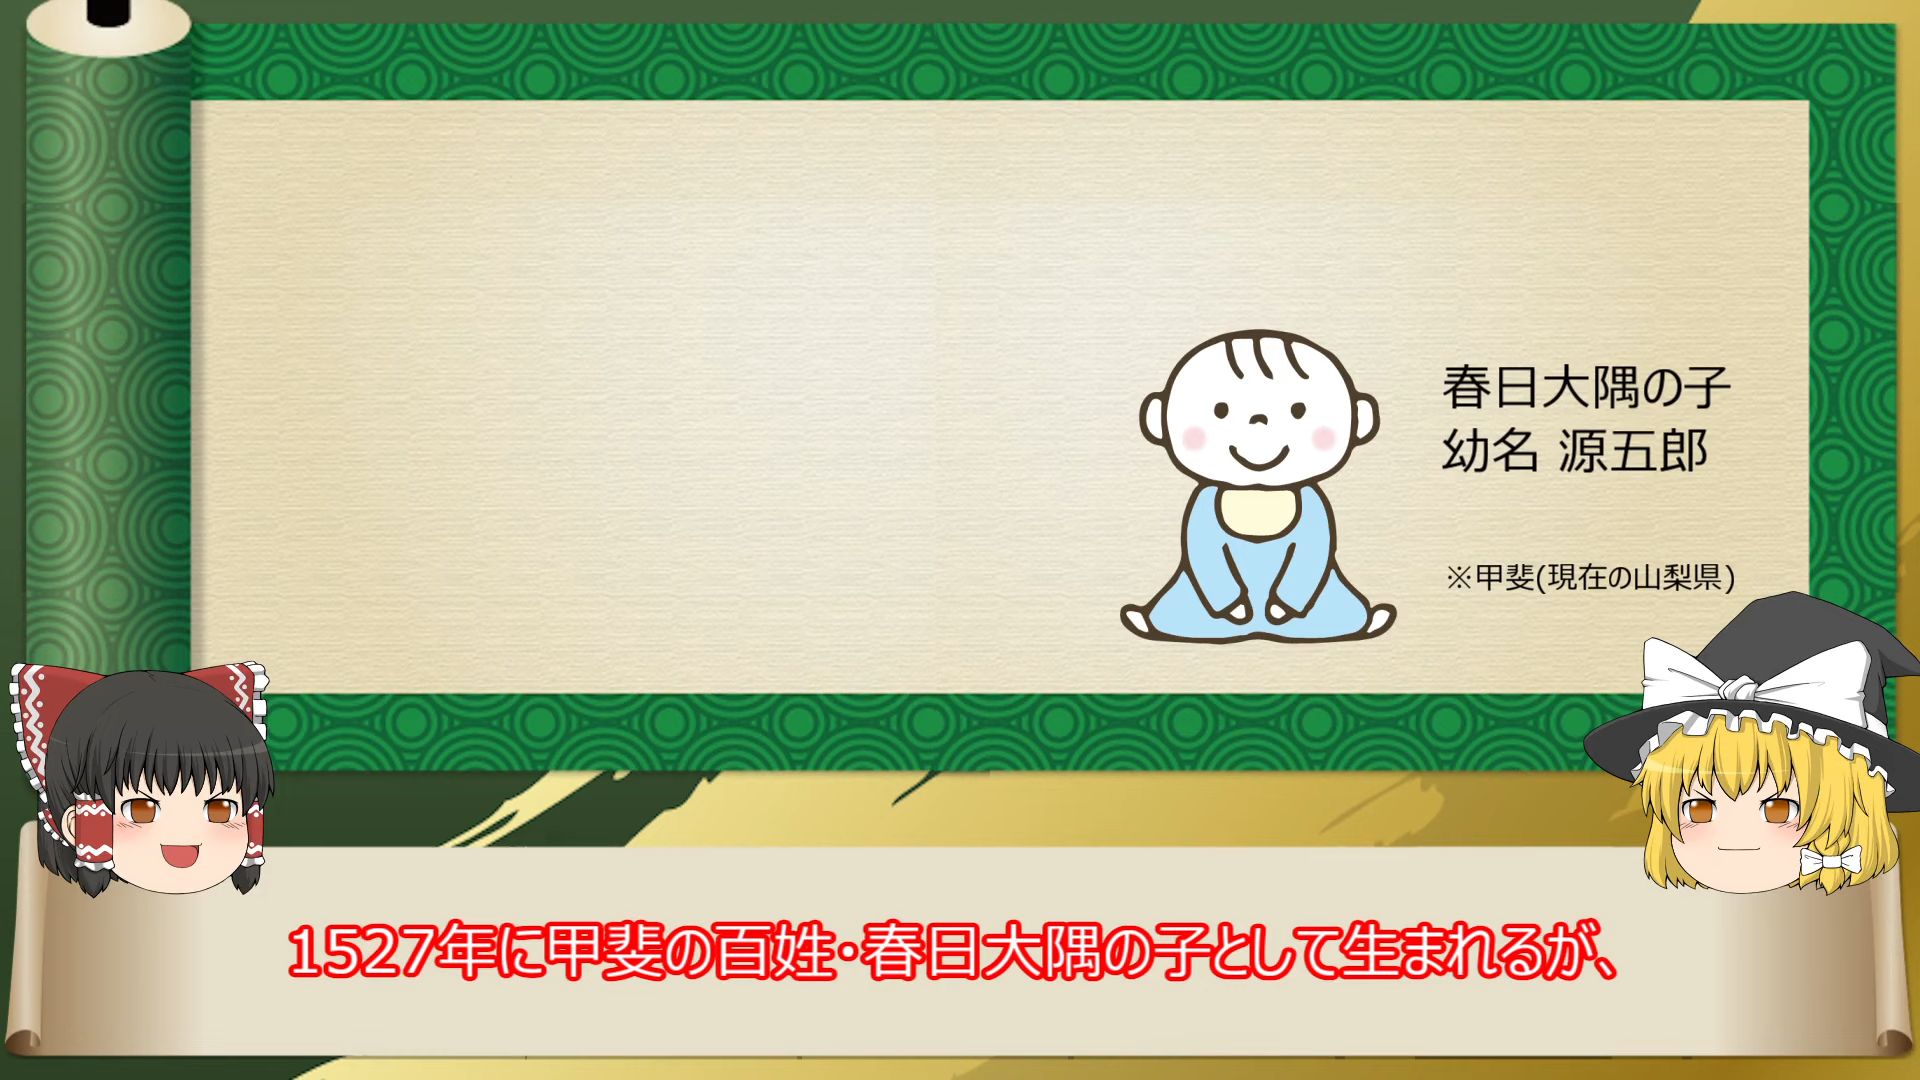 春日大隅の子
幼名 源五郎
※甲斐(現在の山梨県)
1527年に甲斐の百姓・春日大隅の子として生まれるが、